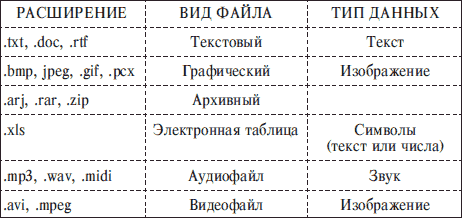 РАСШИРЕНИЕ ВИД ФАЙЛА ТИП ДАННЫХ
.txt, .doc, .rtf Текстовый Текст
.bmp, jpeg, .gif, .pcx Графический Изображение
.arj, .rar, .zip Архивный
.xls Электронная таблица Символы
(текст или числа)
.mp3, .wav, .midi Аудиофайл Звук
.avi, .mpeg Видеофайл Изображение